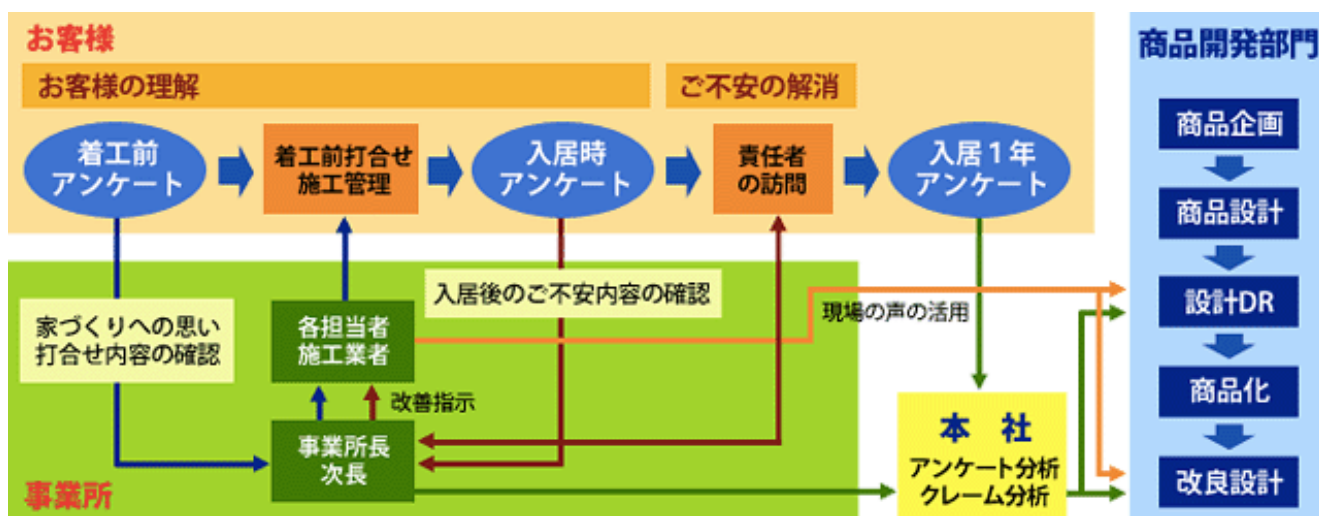 お客様
お客様の理解
ご不安の解消
着工前
アンケート
着工前打合せ
施工管理
入居時
アンケート
責任者
の訪問
入居1年
アンケート
家づくりへの思い
打合せ内容の確認
各担当者
施工業者
入居後のご不安内容の確認
現場の声の活用
改善指示
事業所長
次長
事業所
本 社
アンケート分析
クレーム分析
商品開発部門
商品企画
商品設計
設計DR
商品化
改良設計